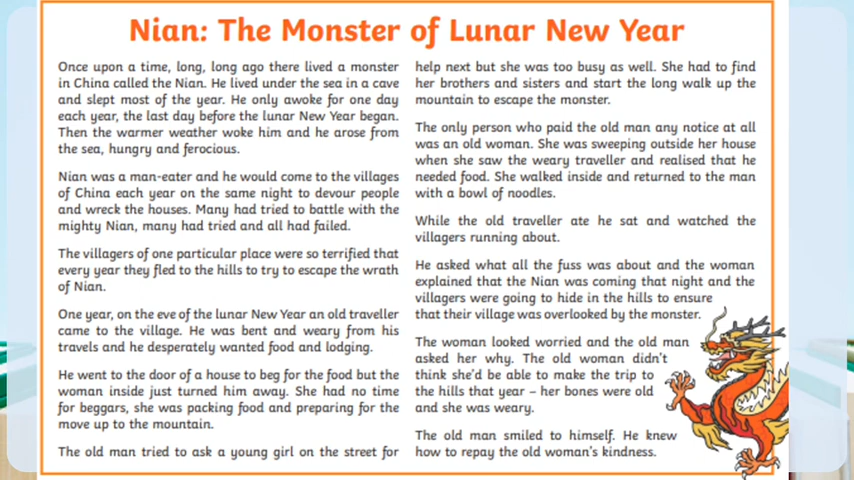 Nian: The Monster of Lunar New Year
Once upon a time, long, long ago there lived a monster
in China called the Nian. He lived under the sea in a cave
and slept most of the year. He only awoke for one day
each year, the last day before the lunar New Year began.
Then the warmer weather woke him and he arose from
the sea, hungry and ferocious.
Nian was a man-eater and he would come to the villages
of China each year on the same night to devour people
and wreck the houses. Many had tried to battle with the
mighty Nian, many had tried and all had failed.
The villagers of one particular place were so terrified that
every year they fled to the hills to try to escape the wrath
of Nian.
One year, on the eve of the lunar New Year an old traveller
came to the village. He was bent and weary from his
travels and he desperately wanted food and lodging.
He went to the door of a house to beg for the food but the
woman inside just turned him away. She had no time
for beggars, she was packing food and preparing for the
move up to the mountain.
The old man tried to ask a young girl on the street for
help next but she was too busy as well. She had to find
her brothers and sisters and start the long walk up the
mountain to escape the monster.
The only person who paid the old man any notice at all
was an old woman. She was sweeping outside her house
when she saw the weary traveller and realised that he
needed food. She walked inside and returned to the man
with a bowl of noodles.
While the old traveller ate he sat and watched the
villagers running about.
He asked what all the fuss was about and the woman
explained that the Nian was coming that night and the
villagers were going to hide in the hills to ensure
that their village was overlooked by the monster.
The woman looked worried and the old man
asked her why. The old woman didn't
think she'd be able to make the trip to
the hills that year – her bones were old
and she was weary.
The old man smiled to himself. He knew
how to repay the old woman's kindness.